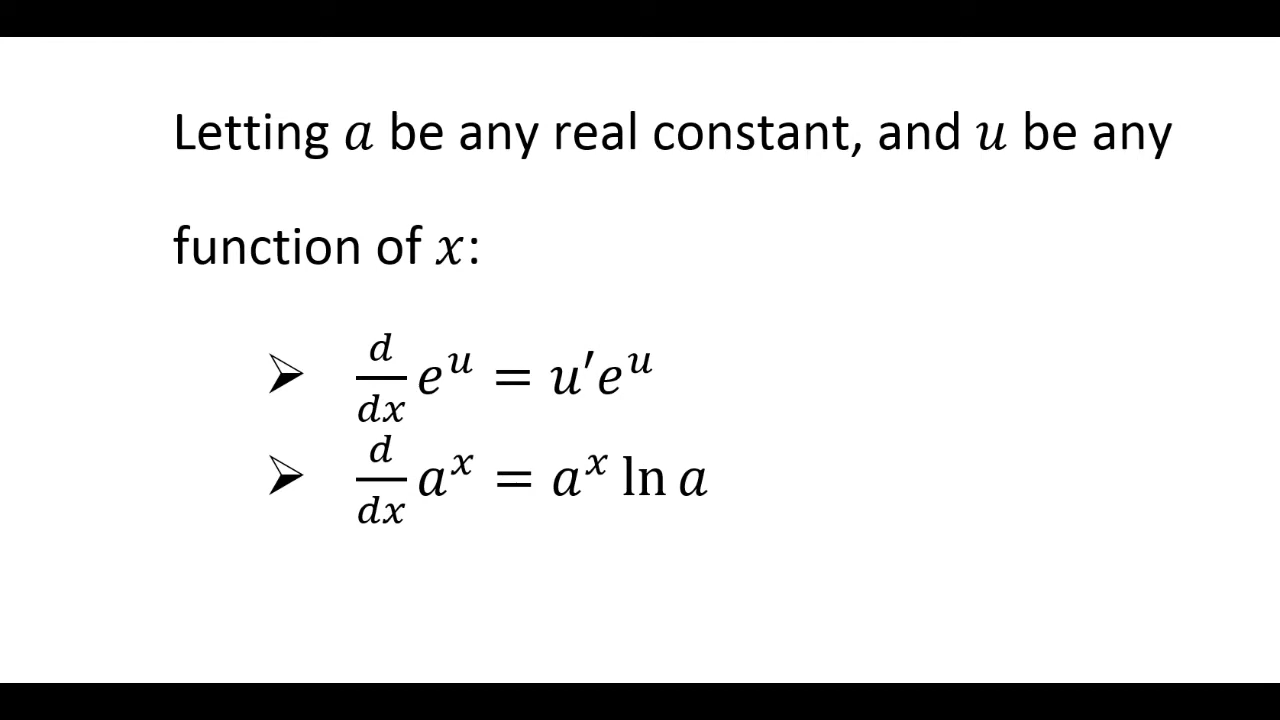 Letting a be any real constant, and u be any
function of x:
➢ d/dx e^u = u′e^u
➢ d/dx a^x = a^x ln a